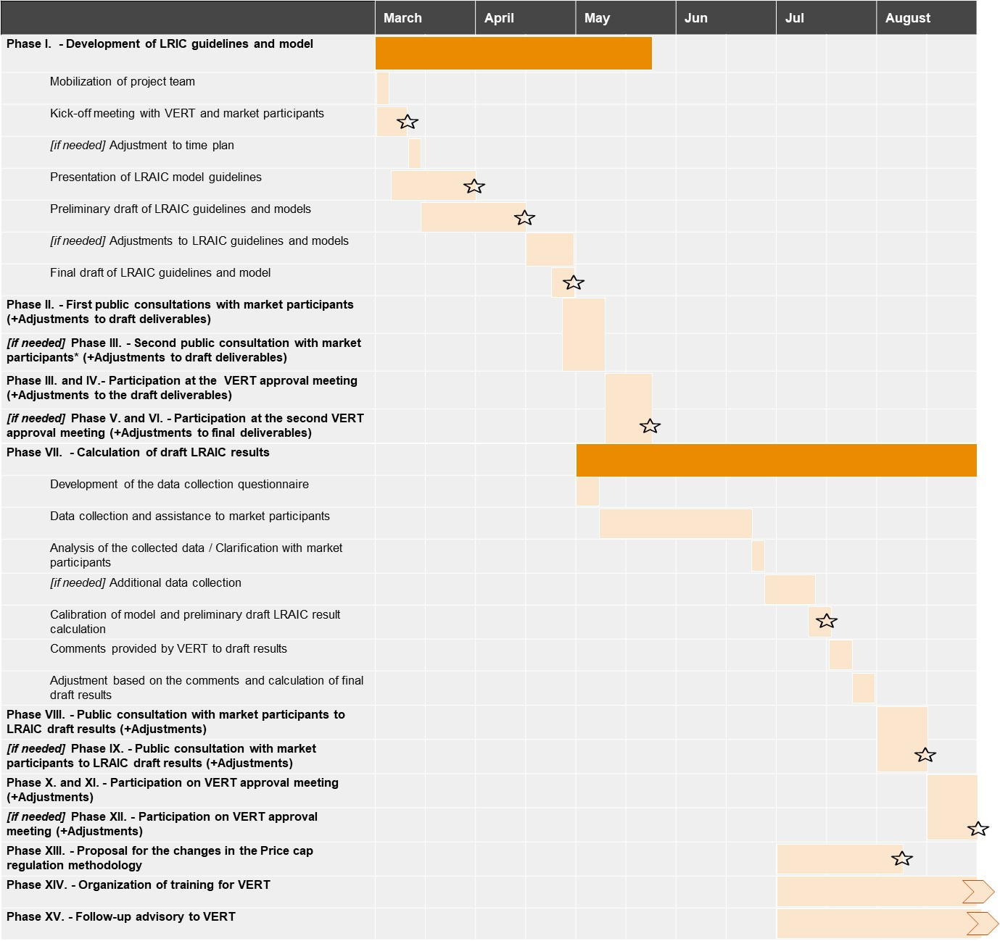 March April May Jun Jul August
Phase I. - Development of LRIC guidelines and model
Mobilization of project team
Kick-off meeting with VERT and market participants
[if needed] Adjustment to time plan
Presentation of LRAIC model guidelines
Preliminary draft of LRAIC guidelines and models
[if needed] Adjustments to LRAIC guidelines and models
Final draft of LRAIC guidelines and model
Phase II. - First public consultations with market participants
(+Adjustments to draft deliverables)
[if needed] Phase III. - Second public consultation with market
participants* (+Adjustments to draft deliverables)
Phase III. and IV.- Participation at the VERT approval meeting
(+Adjustments to the draft deliverables)
[if needed] Phase V. and VI. - Participation at the second VERT
approval meeting (+Adjustments to final deliverables)
Phase VII. - Calculation of draft LRAIC results
Development of the data collection questionnaire
Data collection and assistance to market participants
Analysis of the collected data / Clarification with market
participants
[if needed] Additional data collection
Calibration of model and preliminary draft LRAIC result
calculation
Comments provided by VERT to draft results
Adjustment based on the comments and calculation of final
draft results
Phase VIII. - Public consultation with market participants to
LRAIC draft results (+Adjustments)
[if needed] Phase IX. - Public consultation with market
participants to LRAIC draft results (+Adjustments)
Phase X. and XI. - Participation on VERT approval meeting
(+Adjustments)
[if needed] Phase XII. - Participation on VERT approval
meeting (+Adjustments)
Phase XIII. - Proposal for the changes in the Price cap
regulation methodology
Phase XIV. - Organization of training for VERT
Phase XV. - Follow-up advisory to VERT